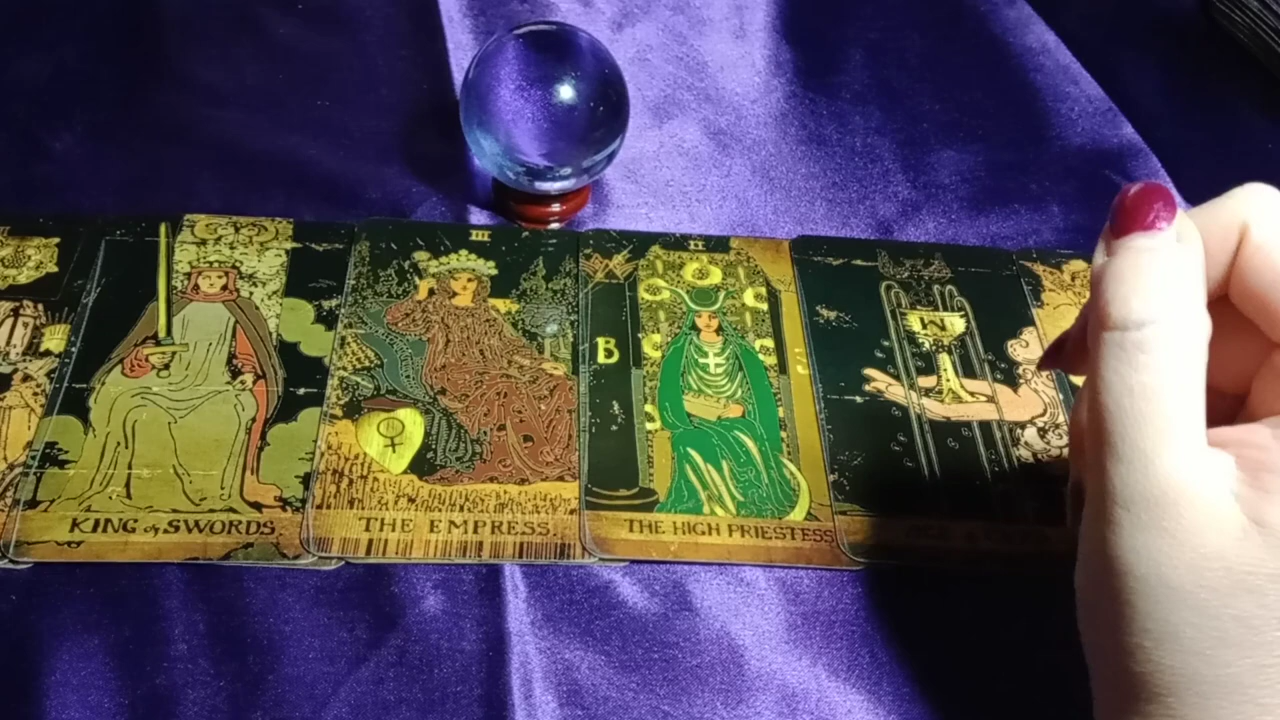 III
II
B
KING of SWORDS.
THE EMPRESS.
THE HIGH PRIESTESS